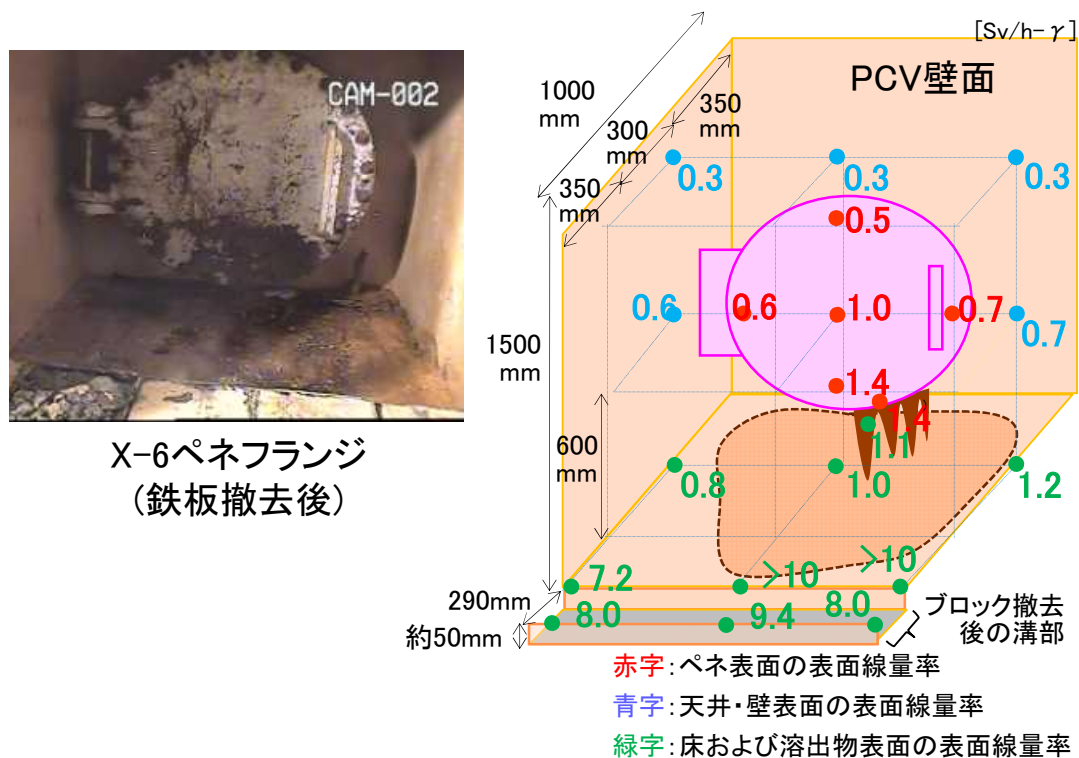 CAM-002
X-6ペネフランジ
(鉄板撤去後)
[Sv/h-γ]
PCV壁面
1000
mm
350
mm
300
mm
350
mm
0.3
0.3
0.3
0.5
0.6
0.6
1.0
0.7
0.7
1500
mm
1.4
1.4
1.1
600
mm
0.8
1.0
1.2
7.2
>10
>10
290mm
8.0
9.4
8.0
約50mm
ブロック撤去
後の溝部
赤字:ペネ表面の表面線量率
青字:天井・壁表面の表面線量率
緑字:床および溶出物表面の表面線量率